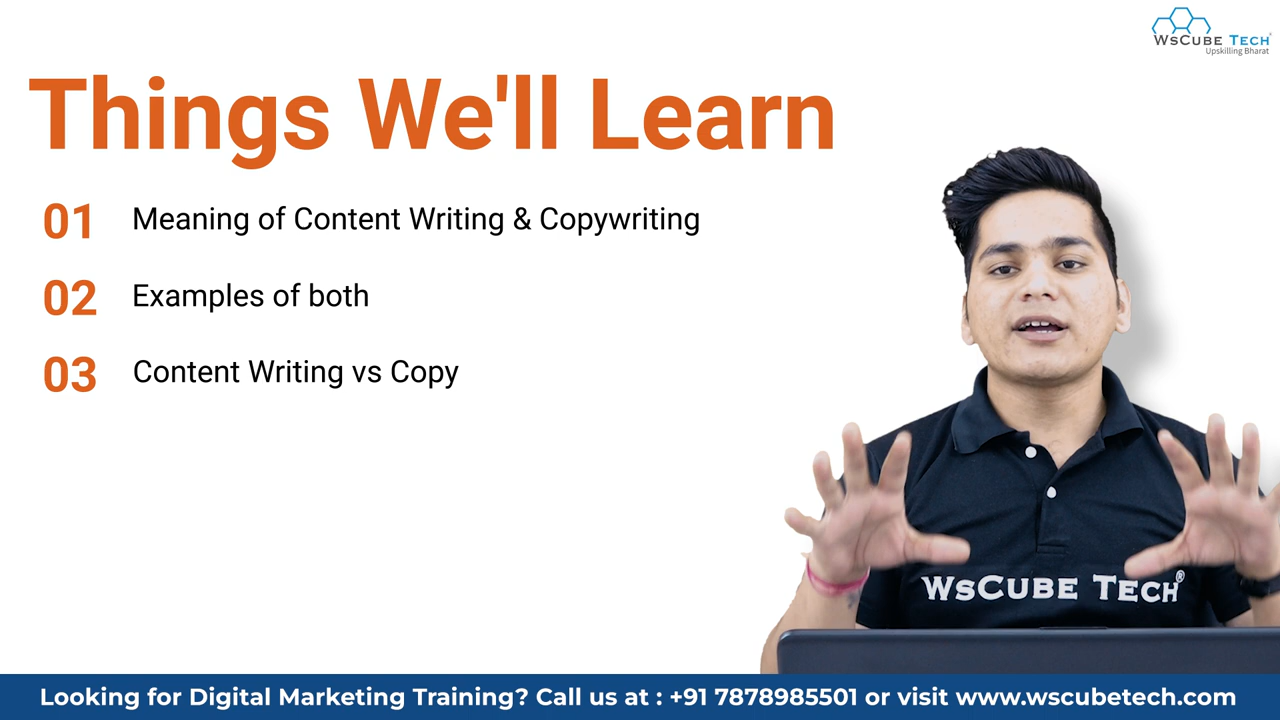 WsCube Tech
Upskilling Bharat
Things We'll Learn
01 Meaning of Content Writing & Copywriting
02 Examples of both
03 Content Writing vs Copy
WsCube Tech®
Looking for Digital Marketing Training? Call us at : +91 7878985501 or visit www.wscubetech.com